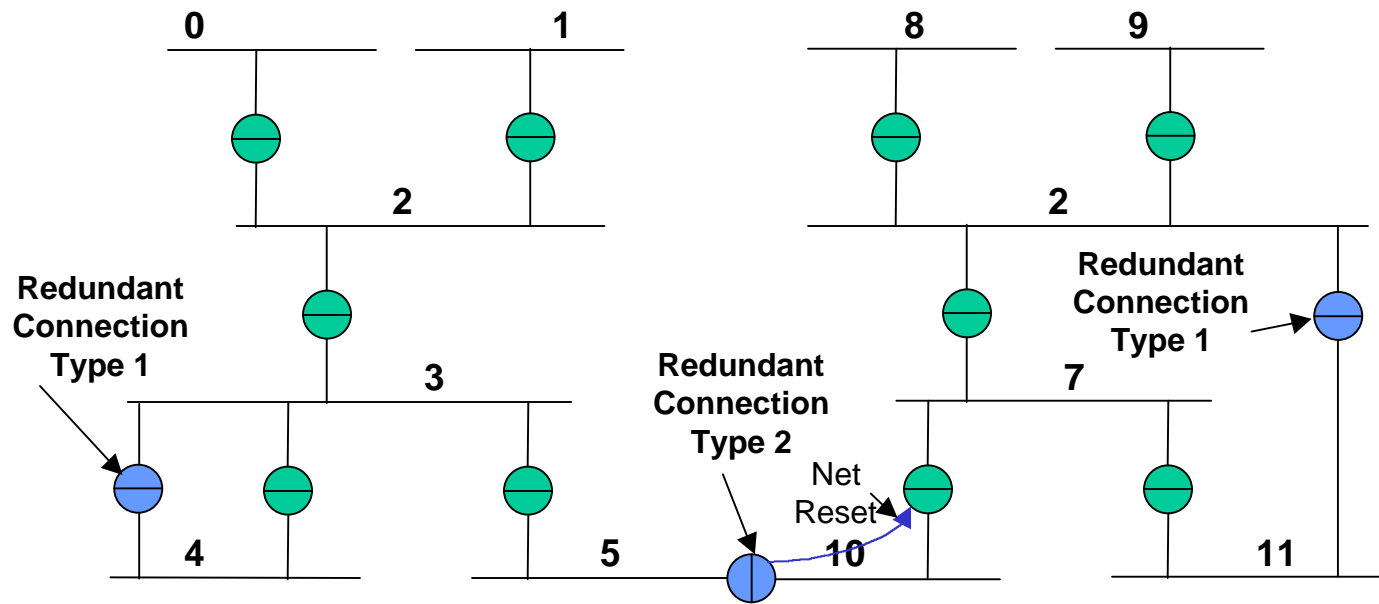 0
1
8
9
2
2
Redundant
Connection
Type 1
Redundant
Connection
Type 1
3
Redundant
Connection
Type 2
7
Net
Reset
4
5
10
11